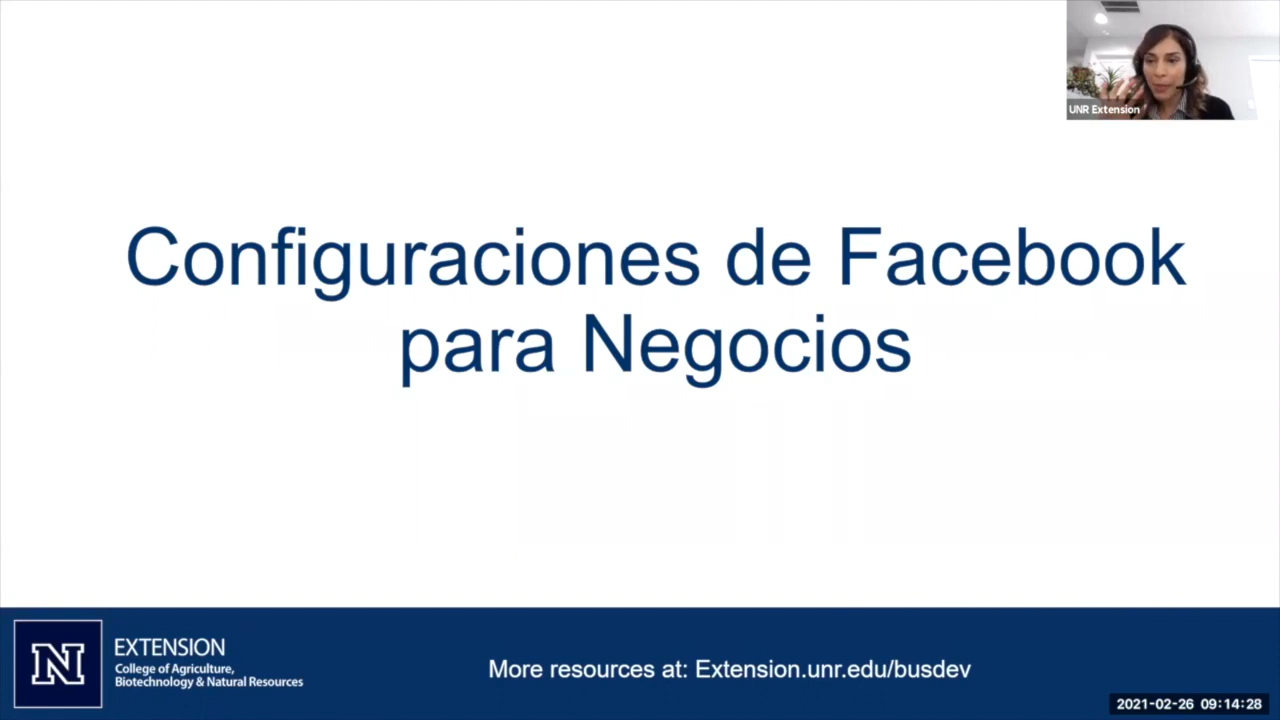 UNR Extension
Configuraciones de Facebook
para Negocios
N
EXTENSION
College of Agriculture,
Biotechnology & Natural Resources
More resources at: Extension.unr.edu/busdev
2021-02-26 09:14:28